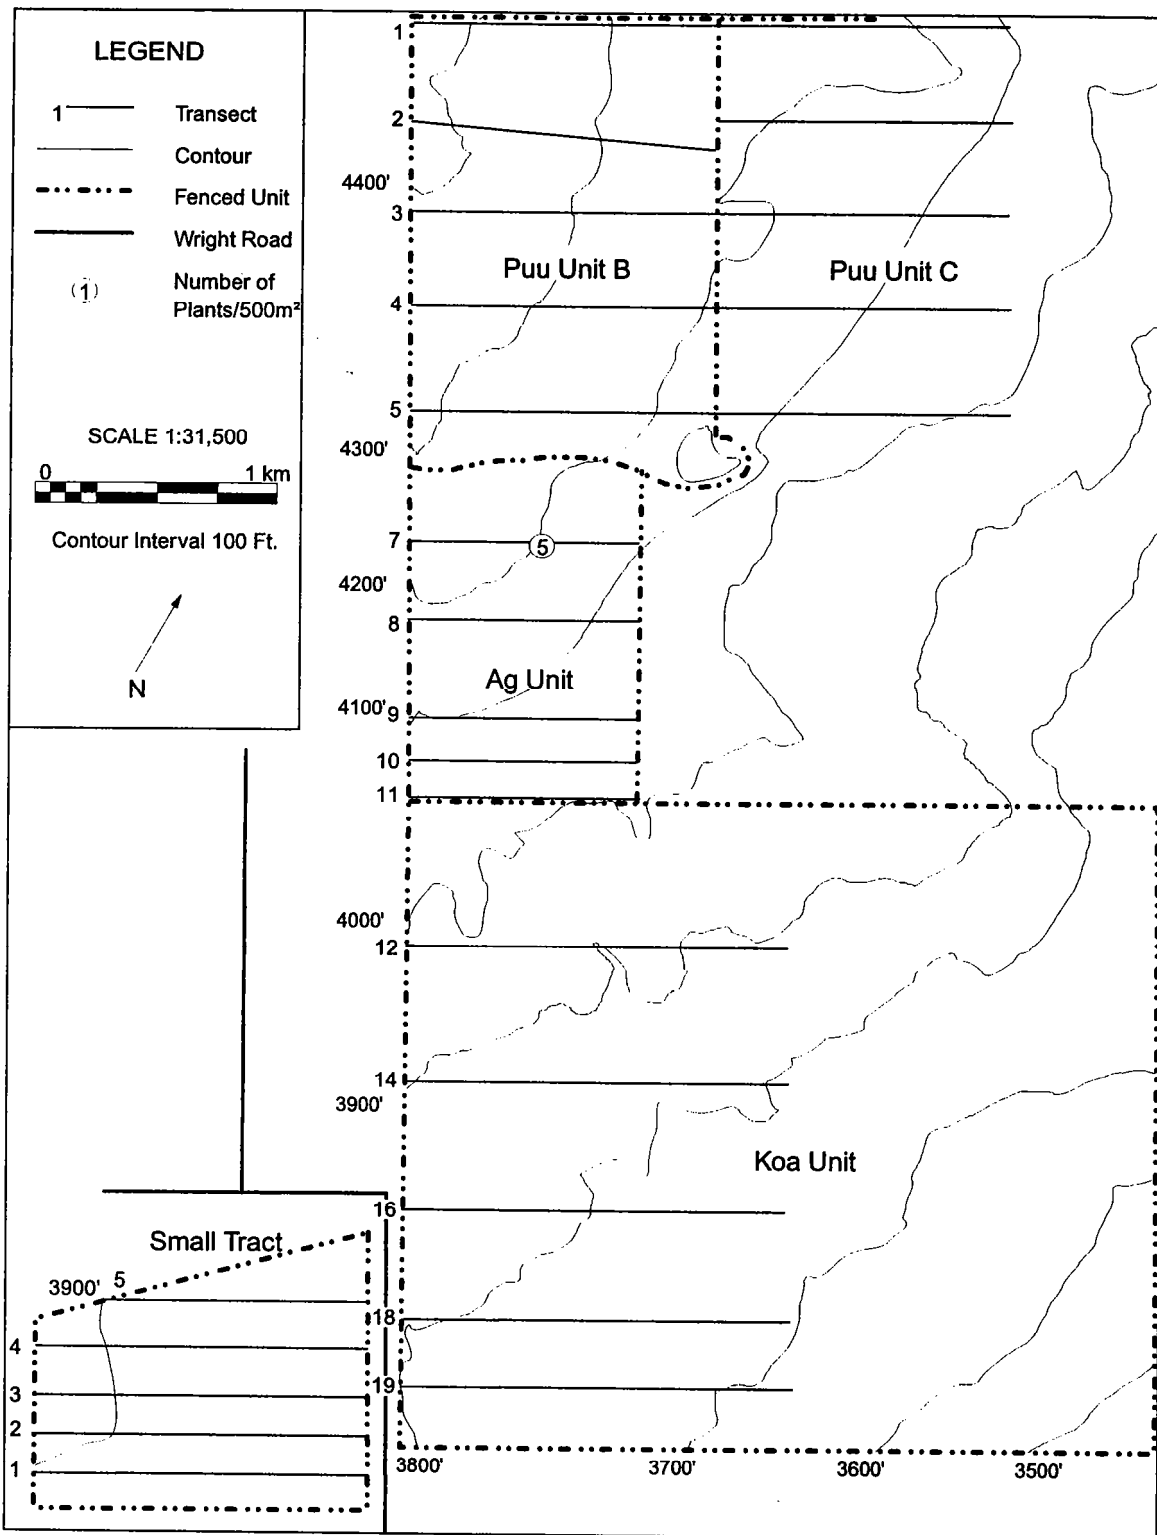 LEGEND
1 Transect
Contour
Fenced Unit
Wright Road
(1) Number of
Plants/500m²
SCALE 1:31,500
0 1 km
Contour Interval 100 Ft.
N
1
2
4400'
3
Puu Unit B
Puu Unit C
4
5
4300'
7
5
4200'
8
Ag Unit
4100'
9
10
11
4000'
12
14
3900'
Koa Unit
16
Small Tract
3900'
5
18
4
19
3
2
1
3800'
3700'
3600'
3500'